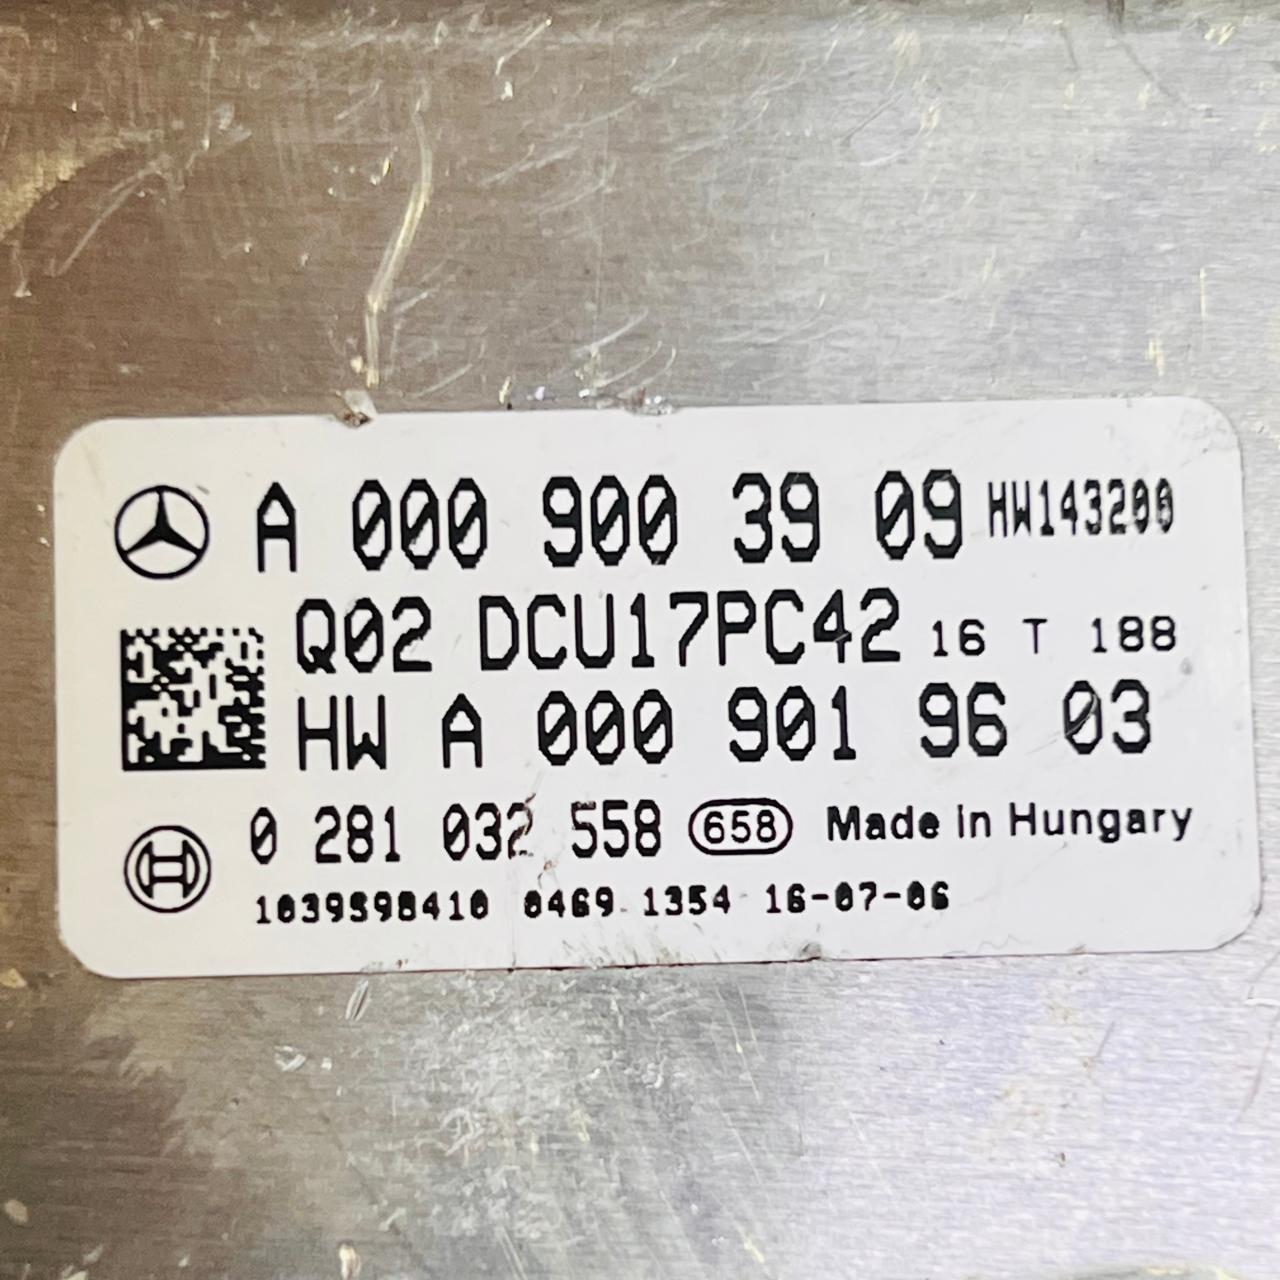 A 000 900 39 09 HW143200
Q02 DCU17PC42 16 T 188
HW A 000 901 96 03
0 281 032 558 658 Made in Hungary
1039S98410 0469 1354 16-07-06